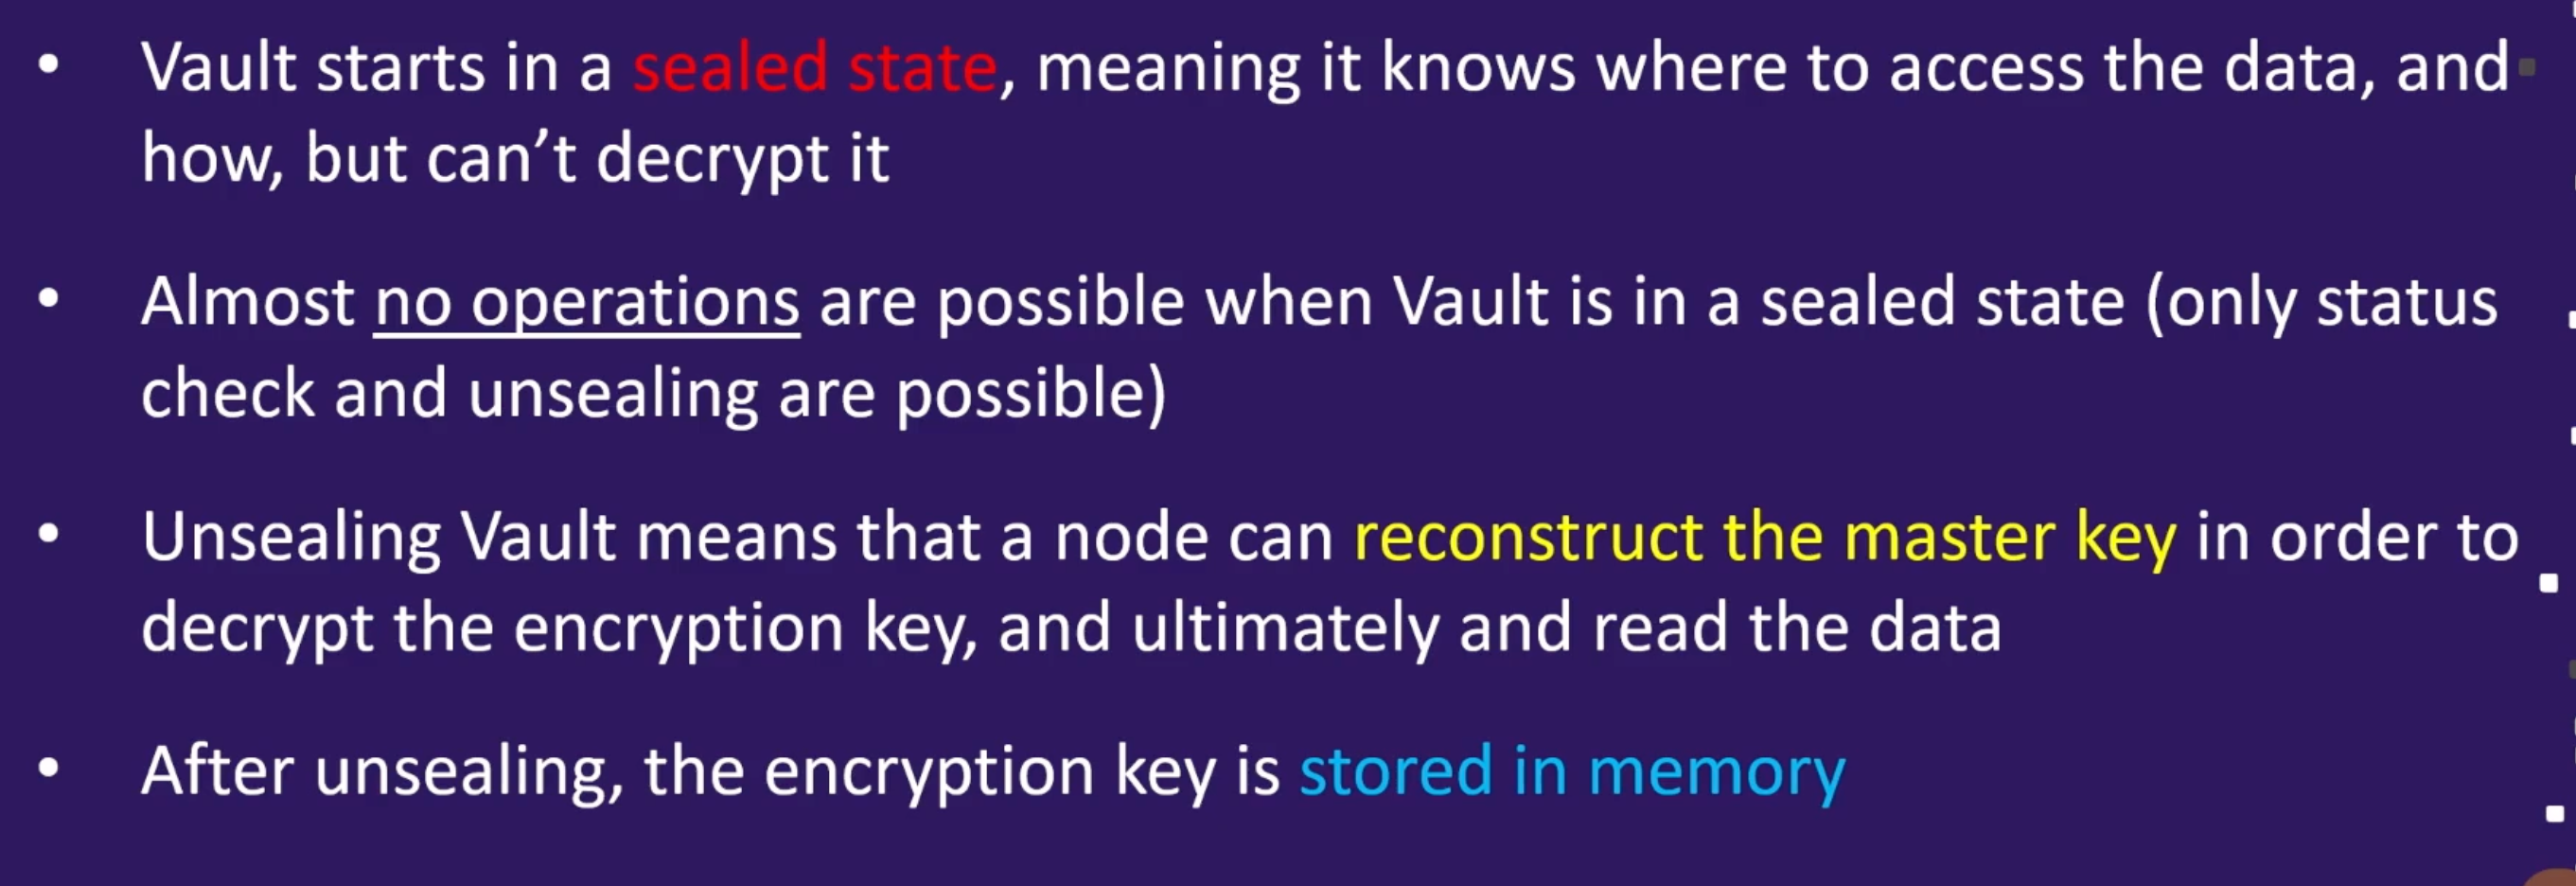 • Vault starts in a sealed state, meaning it knows where to access the data, and
how, but can’t decrypt it
• Almost no operations are possible when Vault is in a sealed state (only status
check and unsealing are possible)
• Unsealing Vault means that a node can reconstruct the master key in order to
decrypt the encryption key, and ultimately and read the data
• After unsealing, the encryption key is stored in memory